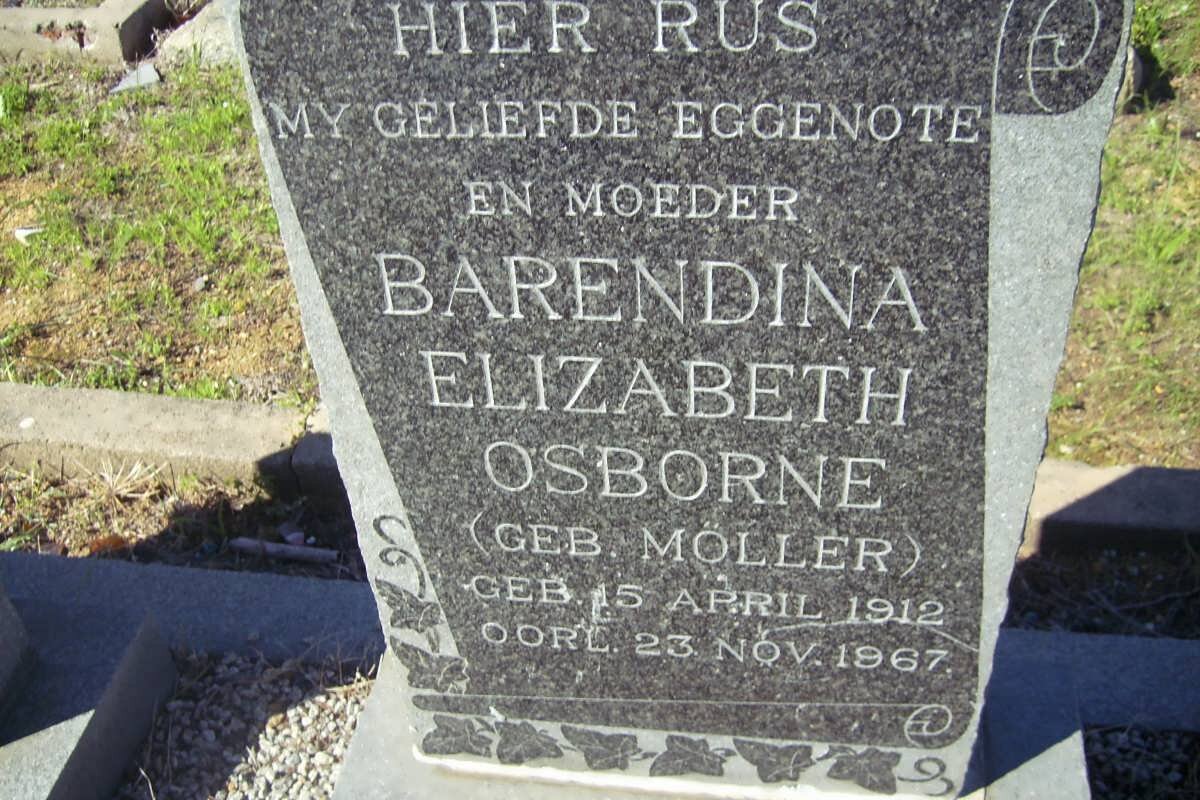 HIER RUS
MY GELIEFDE EGGENOTE
EN MOEDER
BARENDINA
ELIZABETH
OSBORNE
(GEB. MÖLLER)
GEB. 15 APRIL 1912
OORL. 23 NOV. 1967